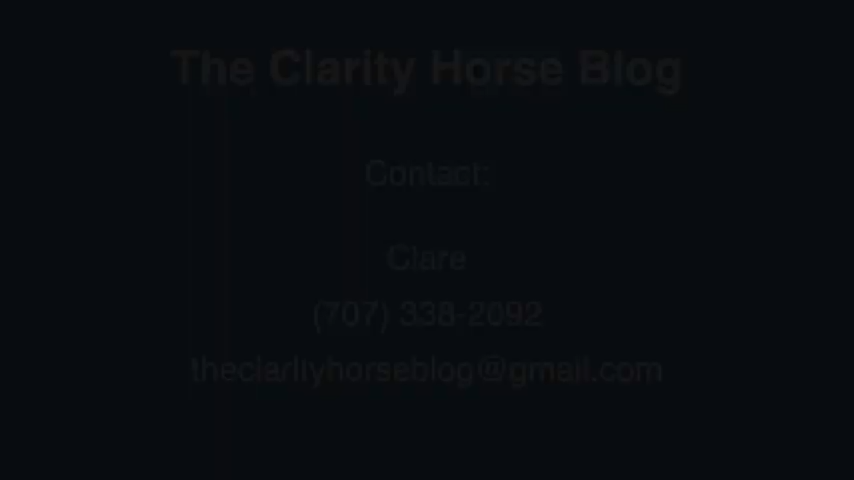 The Clarity Horse Blog
Contact:
Clare
(707) 338-2092
theclarityhorseblog@gmail.com